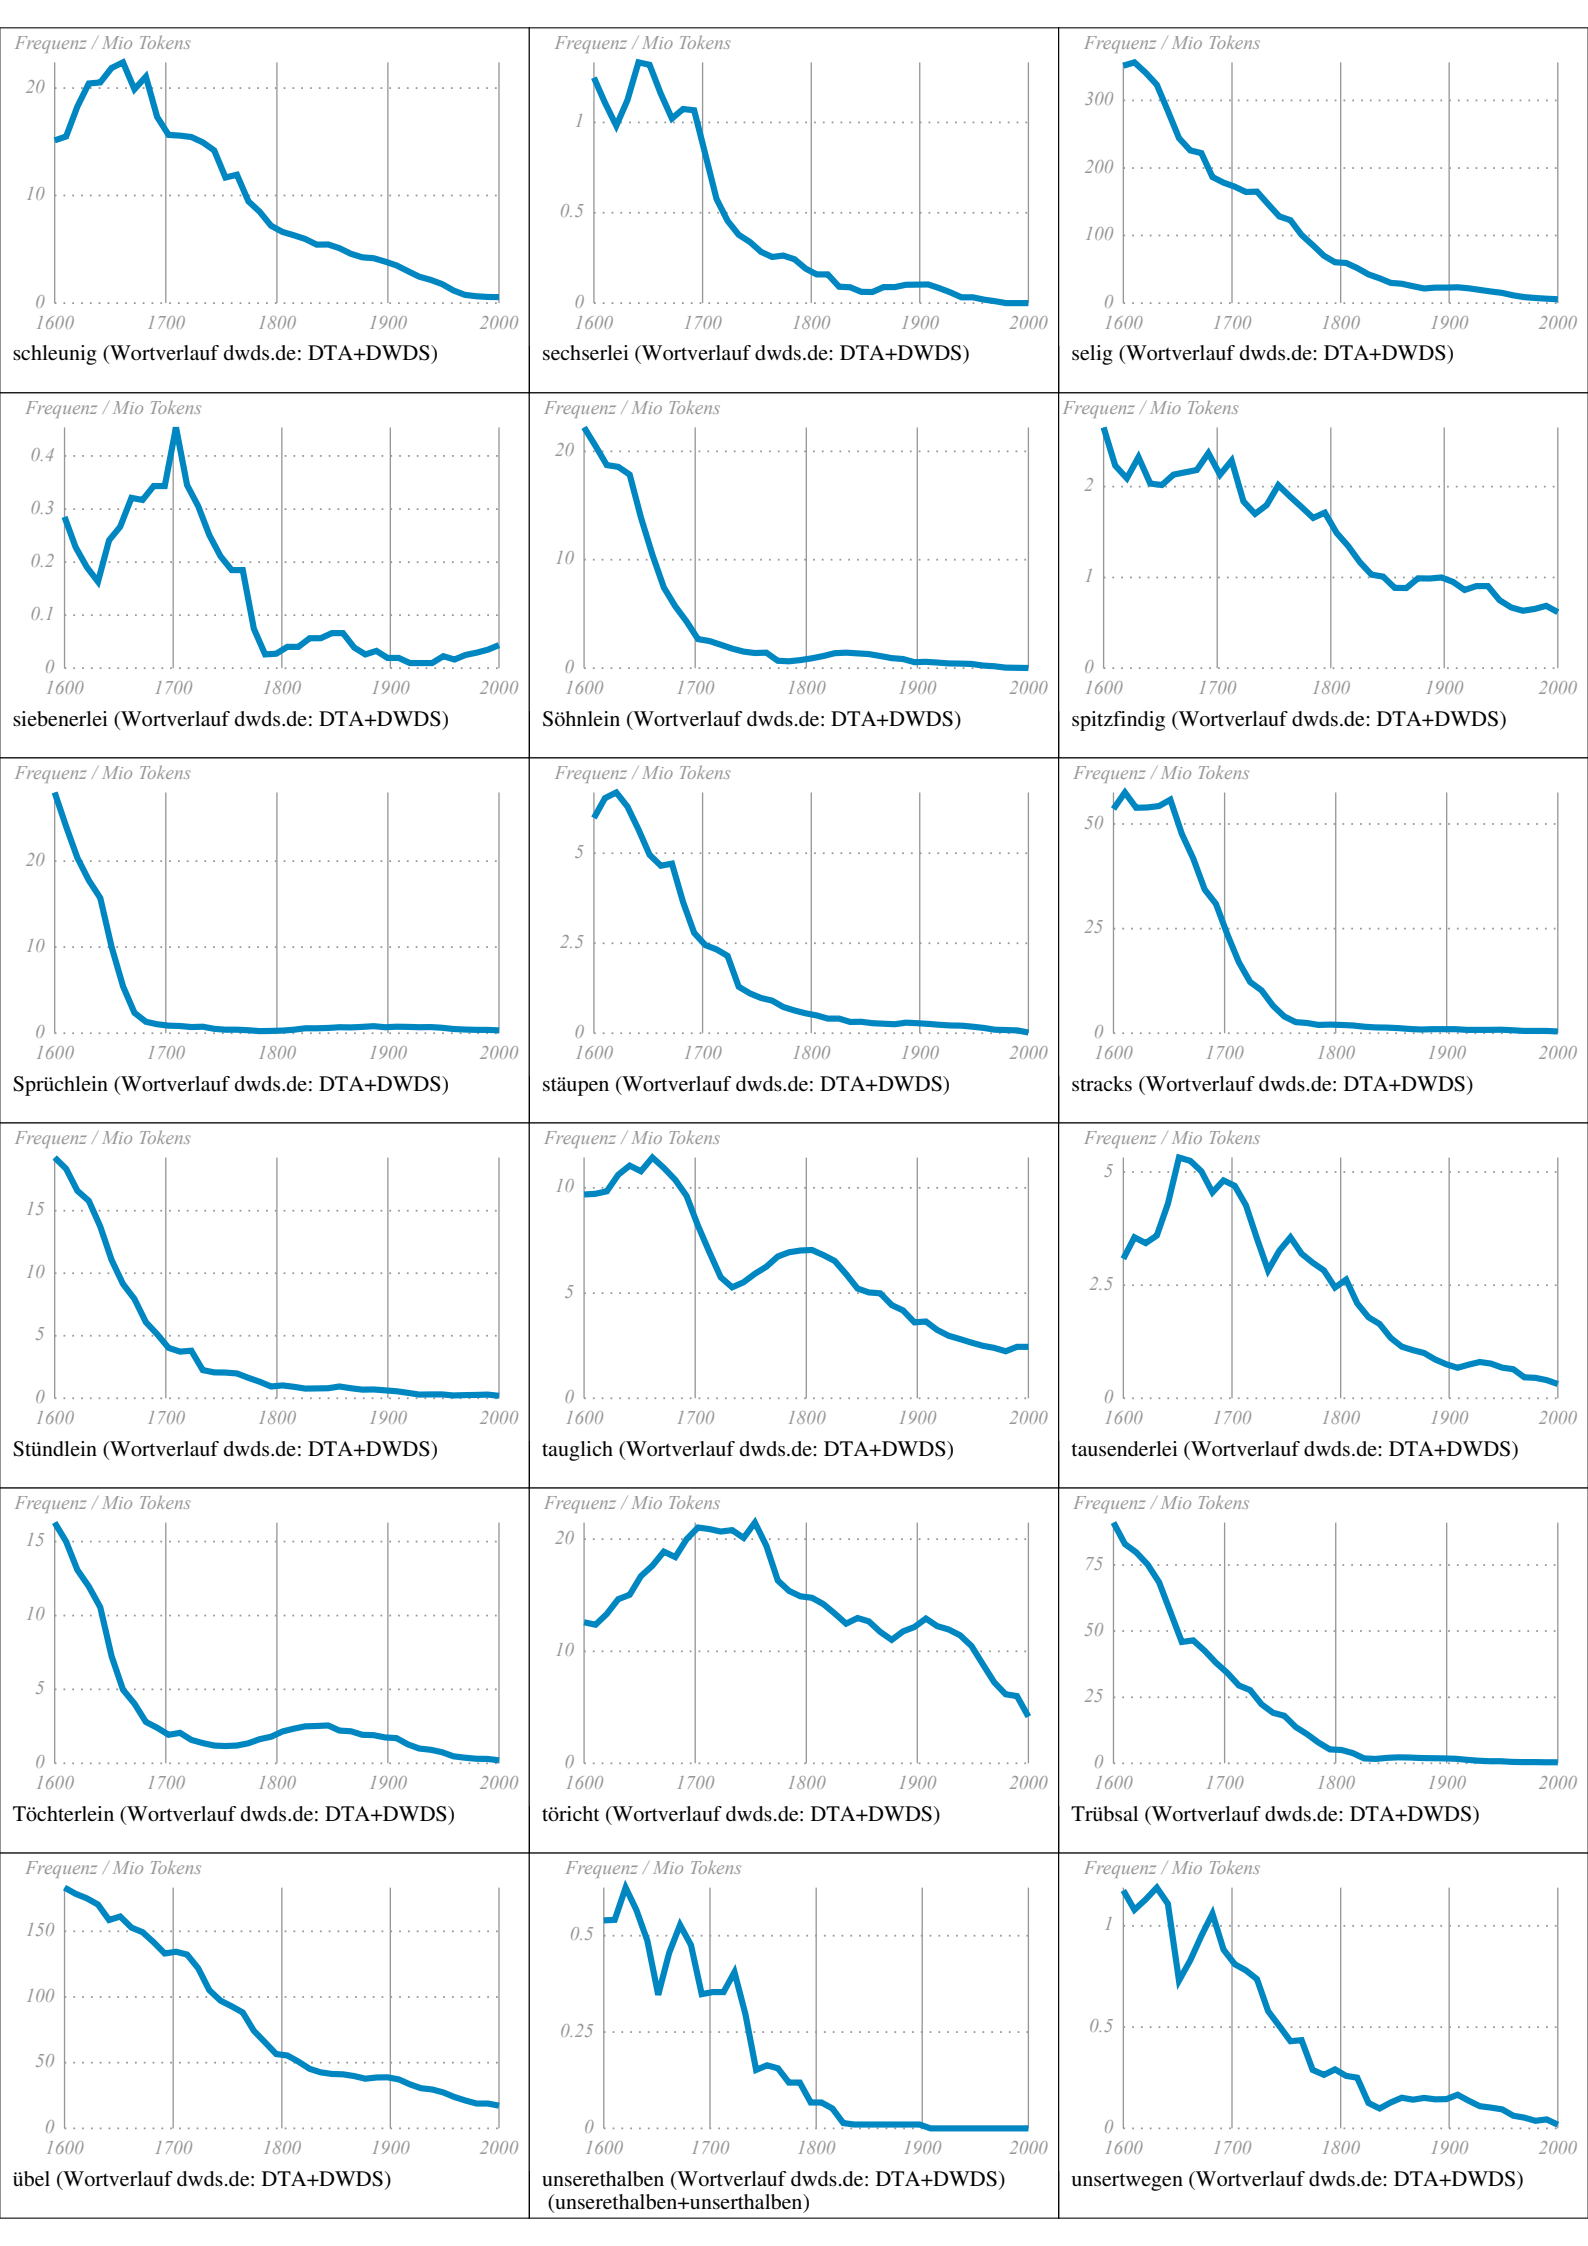 Frequenz / Mio Tokens
20
10
0
1600 1700 1800 1900 2000
schleunig (Wortverlauf dwds.de: DTA+DWDS)
Frequenz / Mio Tokens
1
0.5
0
1600 1700 1800 1900 2000
sechserlei (Wortverlauf dwds.de: DTA+DWDS)
Frequenz / Mio Tokens
300
200
100
0
1600 1700 1800 1900 2000
selig (Wortverlauf dwds.de: DTA+DWDS)
Frequenz / Mio Tokens
0.4
0.3
0.2
0.1
0
1600 1700 1800 1900 2000
siebenerlei (Wortverlauf dwds.de: DTA+DWDS)
Frequenz / Mio Tokens
20
10
0
1600 1700 1800 1900 2000
Söhnlein (Wortverlauf dwds.de: DTA+DWDS)
Frequenz / Mio Tokens
2
1
0
1600 1700 1800 1900 2000
spitzfindig (Wortverlauf dwds.de: DTA+DWDS)
Frequenz / Mio Tokens
20
10
0
1600 1700 1800 1900 2000
Sprüchlein (Wortverlauf dwds.de: DTA+DWDS)
Frequenz / Mio Tokens
5
2.5
0
1600 1700 1800 1900 2000
stäupen (Wortverlauf dwds.de: DTA+DWDS)
Frequenz / Mio Tokens
50
25
0
1600 1700 1800 1900 2000
stracks (Wortverlauf dwds.de: DTA+DWDS)
Frequenz / Mio Tokens
15
10
5
0
1600 1700 1800 1900 2000
Stündlein (Wortverlauf dwds.de: DTA+DWDS)
Frequenz / Mio Tokens
10
5
0
1600 1700 1800 1900 2000
tauglich (Wortverlauf dwds.de: DTA+DWDS)
Frequenz / Mio Tokens
5
2.5
0
1600 1700 1800 1900 2000
tausenderlei (Wortverlauf dwds.de: DTA+DWDS)
Frequenz / Mio Tokens
15
10
5
0
1600 1700 1800 1900 2000
Töchterlein (Wortverlauf dwds.de: DTA+DWDS)
Frequenz / Mio Tokens
20
10
0
1600 1700 1800 1900 2000
töricht (Wortverlauf dwds.de: DTA+DWDS)
Frequenz / Mio Tokens
75
50
25
0
1600 1700 1800 1900 2000
Trübsal (Wortverlauf dwds.de: DTA+DWDS)
Frequenz / Mio Tokens
150
100
50
0
1600 1700 1800 1900 2000
übel (Wortverlauf dwds.de: DTA+DWDS)
Frequenz / Mio Tokens
0.5
0.25
0
1600 1700 1800 1900 2000
unserethalben (Wortverlauf dwds.de: DTA+DWDS)
(unserethalben+unserthalben)
Frequenz / Mio Tokens
1
0.5
0
1600 1700 1800 1900 2000
unsertwegen (Wortverlauf dwds.de: DTA+DWDS)